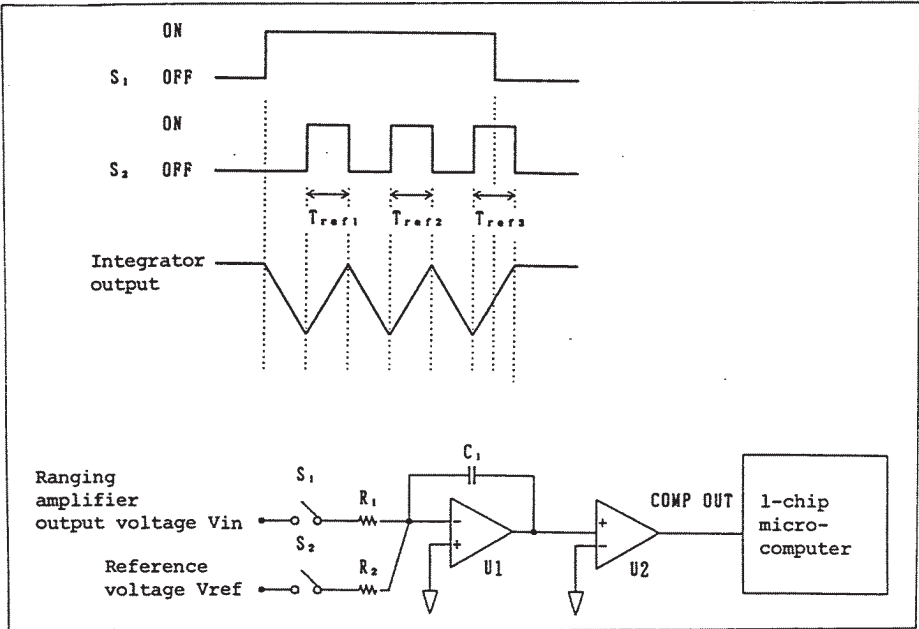 ON
S₁ OFF
ON
S₂ OFF
Tref1 Tref2 Tref3
Integrator
output
C₁
Ranging
amplifier
output voltage Vin
S₁
R₁
S₂
Reference
voltage Vref
R₂
-
+
U1
+
-
U2
COMP OUT
1-chip
micro-
computer